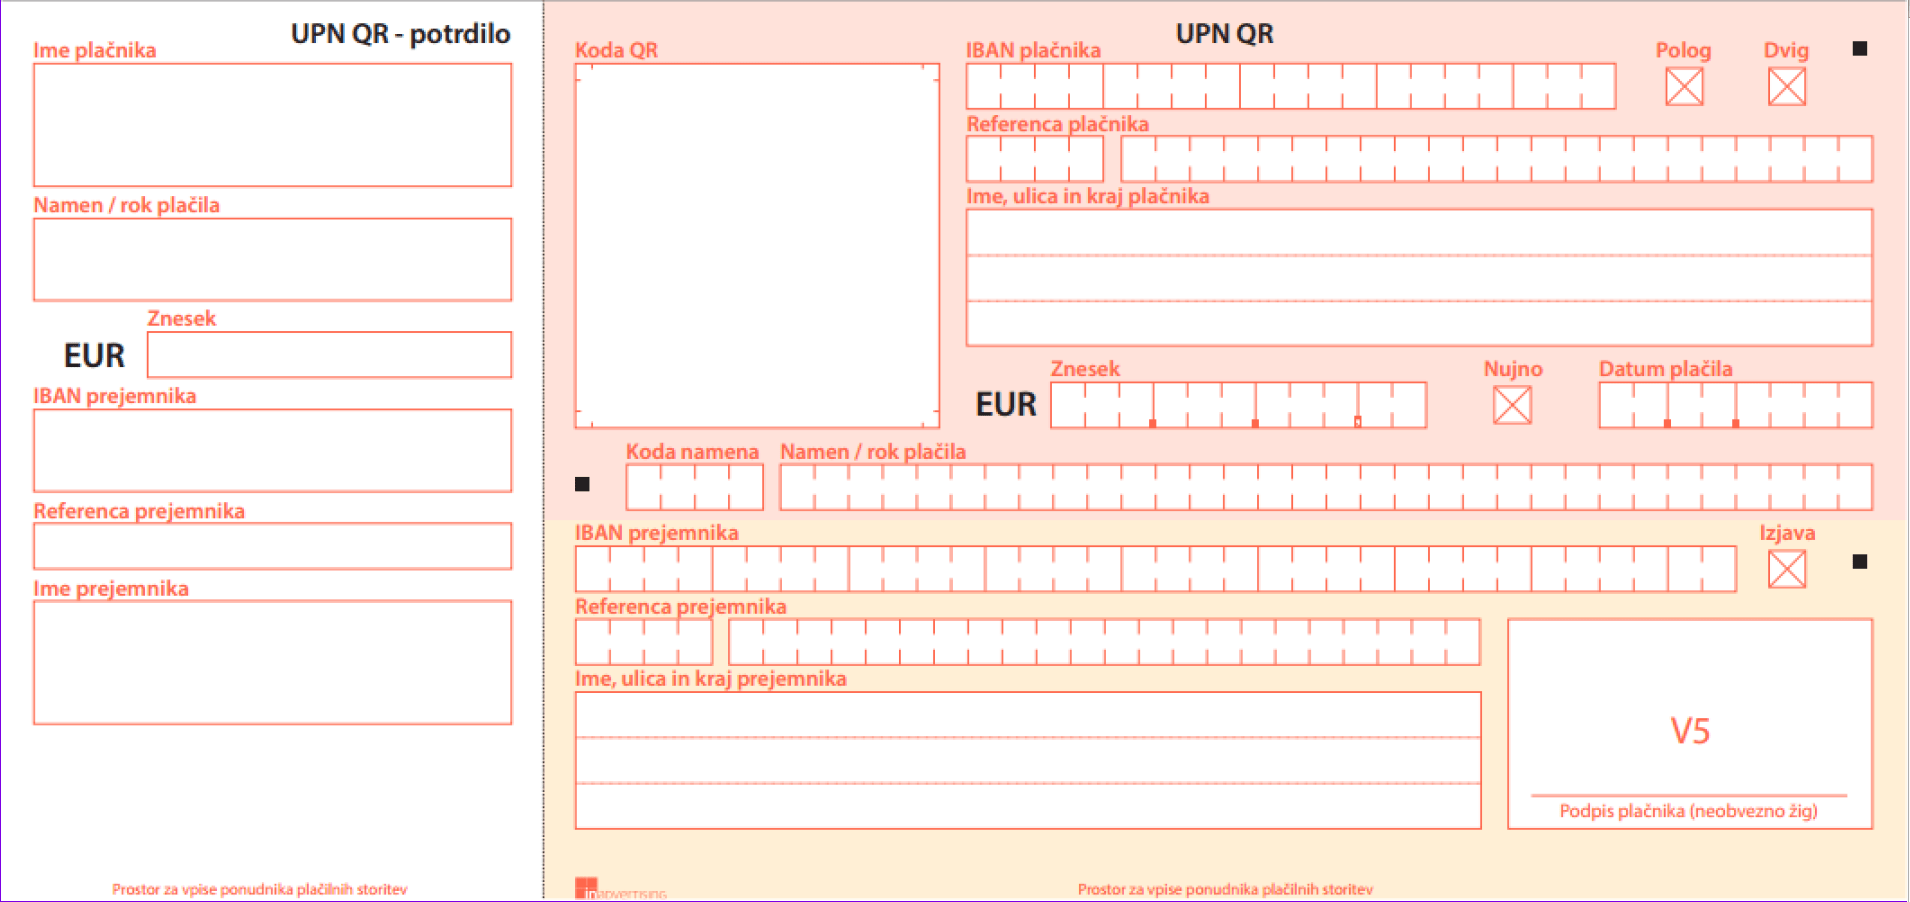 UPN QR - potrdilo
Ime plačnika
Namen / rok plačila
Znesek
EUR
IBAN prejemnika
Referenca prejemnika
Ime prejemnika
Prostor za vpise ponudnika plačilnih storitev
UPN QR
Koda QR
IBAN plačnika
Polog
Dvig
Referenca plačnika
Ime, ulica in kraj plačnika
Znesek
EUR
Nujno
Datum plačila
Koda namena
Namen / rok plačila
IBAN prejemnika
Izjava
Referenca prejemnika
Ime, ulica in kraj prejemnika
V5
Podpis plačnika (neobvezno žig)
inADVERTISING
Prostor za vpise ponudnika plačilnih storitev